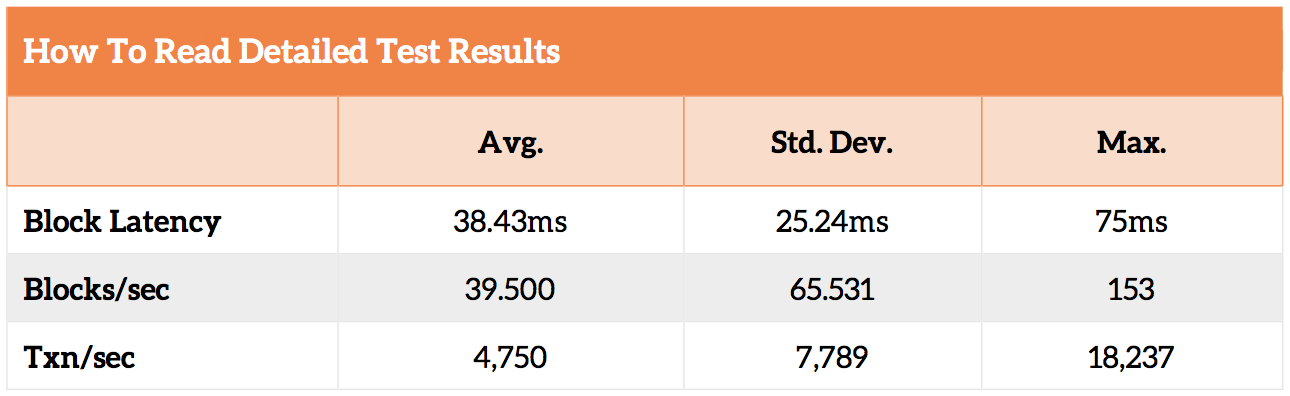 How To Read Detailed Test Results
Avg. Std. Dev. Max.
Block Latency 38.43ms 25.24ms 75ms
Blocks/sec 39.500 65.531 153
Txn/sec 4,750 7,789 18,237